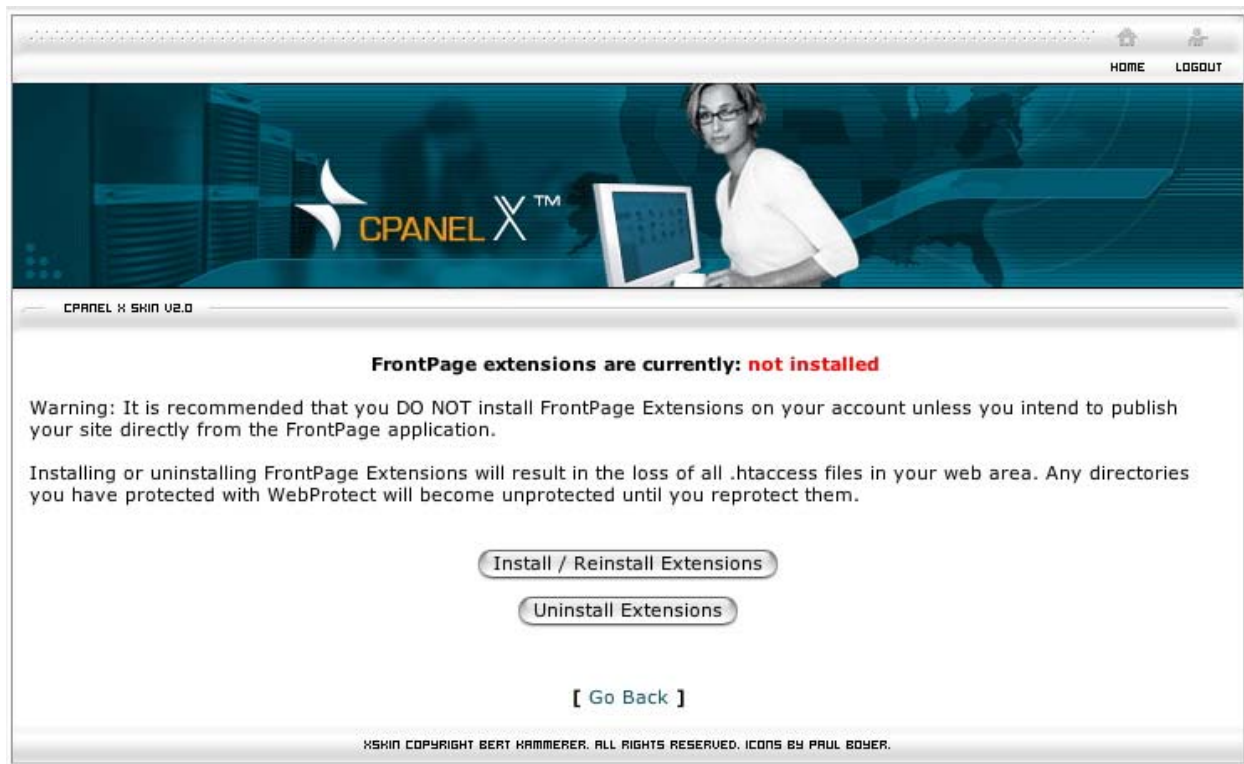 HOME LOGOUT
CPANEL X™
CPANEL X SKIN V2.0
FrontPage extensions are currently: not installed
Warning: It is recommended that you DO NOT install FrontPage Extensions on your account unless you intend to publish
your site directly from the FrontPage application.
Installing or uninstalling FrontPage Extensions will result in the loss of all .htaccess files in your web area. Any directories
you have protected with WebProtect will become unprotected until you reprotect them.
Install / Reinstall Extensions
Uninstall Extensions
[ Go Back ]
XSKIN COPYRIGHT BERT KAMMERER. ALL RIGHTS RESERVED. ICONS BY PAUL BOYER.